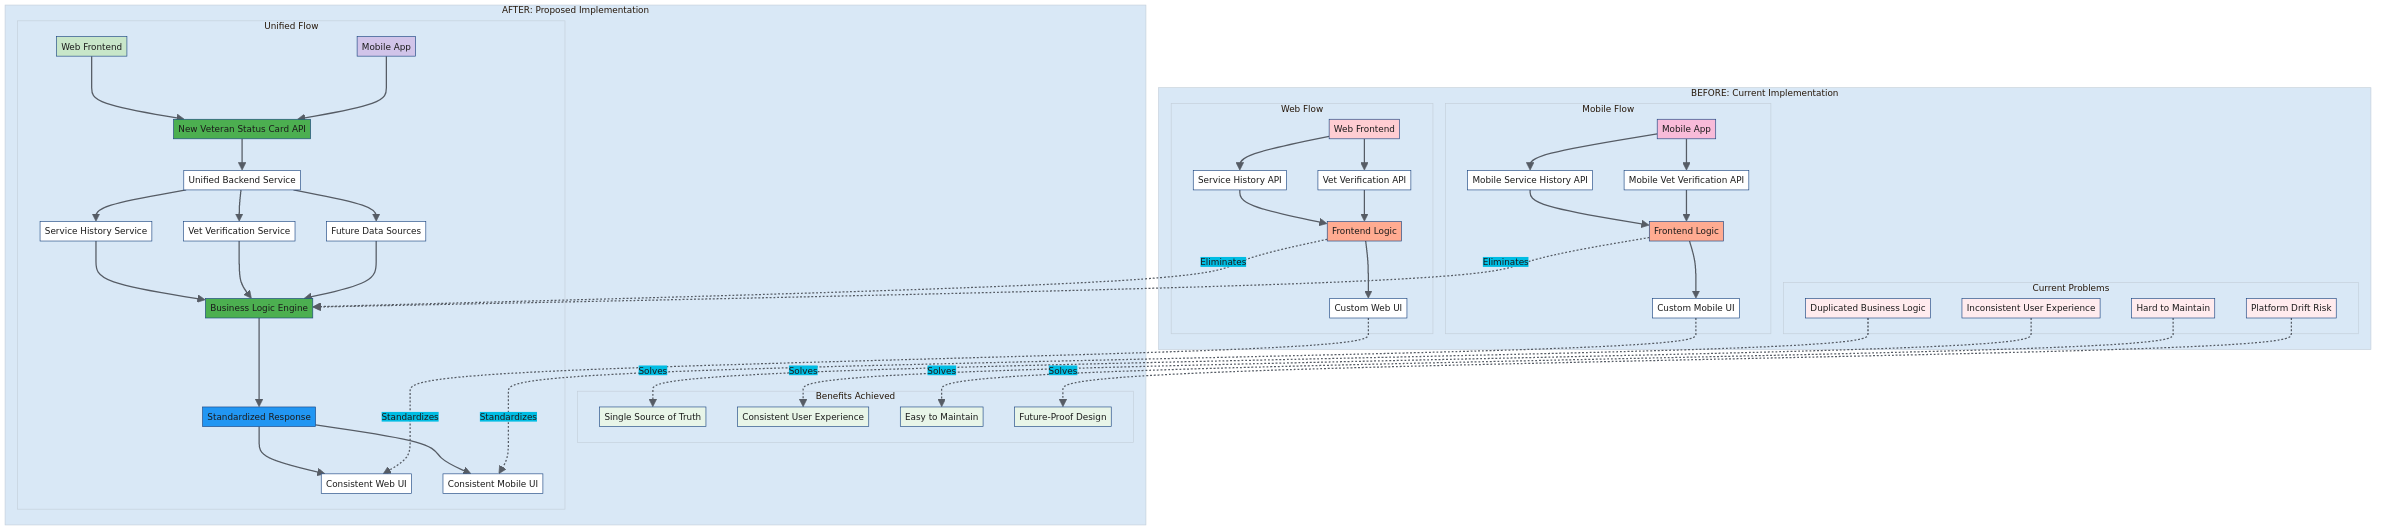 AFTER: Proposed Implementation
Unified Flow
Web Frontend
Mobile App
New Veteran Status Card API
Unified Backend Service
Service History Service
Vet Verification Service
Future Data Sources
Business Logic Engine
Standardized Response
Standardizes
Standardizes
Consistent Web UI
Consistent Mobile UI
Solves
Solves
Solves
Solves
Benefits Achieved
Single Source of Truth
Consistent User Experience
Easy to Maintain
Future-Proof Design
BEFORE: Current Implementation
Web Flow
Web Frontend
Service History API
Vet Verification API
Frontend Logic
Eliminates
Custom Web UI
Mobile Flow
Mobile App
Mobile Service History API
Mobile Vet Verification API
Frontend Logic
Eliminates
Custom Mobile UI
Current Problems
Duplicated Business Logic
Inconsistent User Experience
Hard to Maintain
Platform Drift Risk